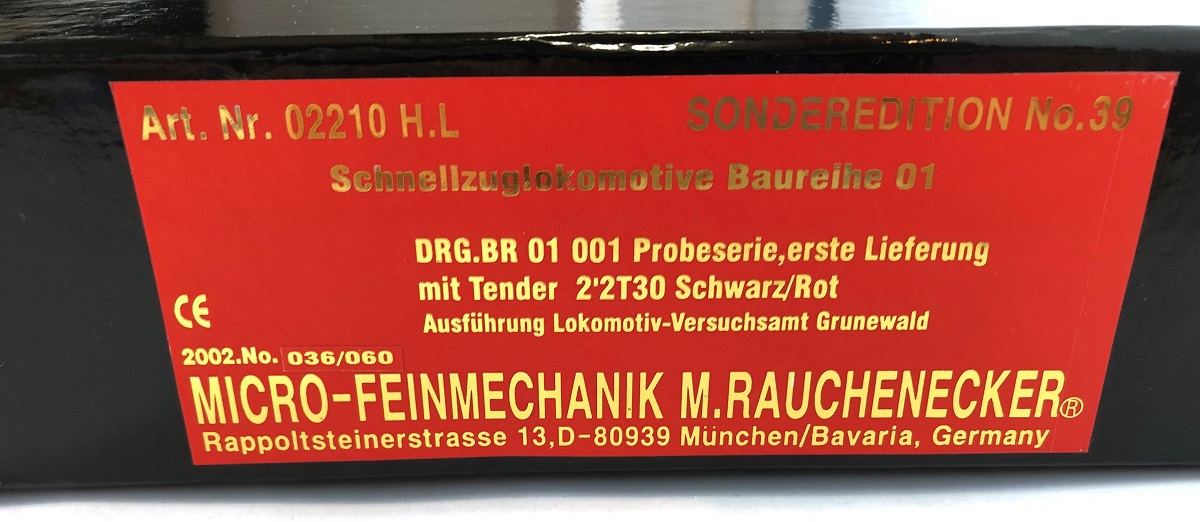 Art. Nr. 02210 H.L SONDEREDITION No.39
Schnellzuglokomotive Baureihe 01
DRG.BR 01 001 Probeserie,erste Lieferung
mit Tender 2'2T30 Schwarz/Rot
Ausführung Lokomotiv-Versuchsamt Grunewald
CE
2002.No. 036/060
MICRO-FEINMECHANIK M.RAUCHENECKER®
Rappoltsteinerstrasse 13,D-80939 München/Bavaria, Germany